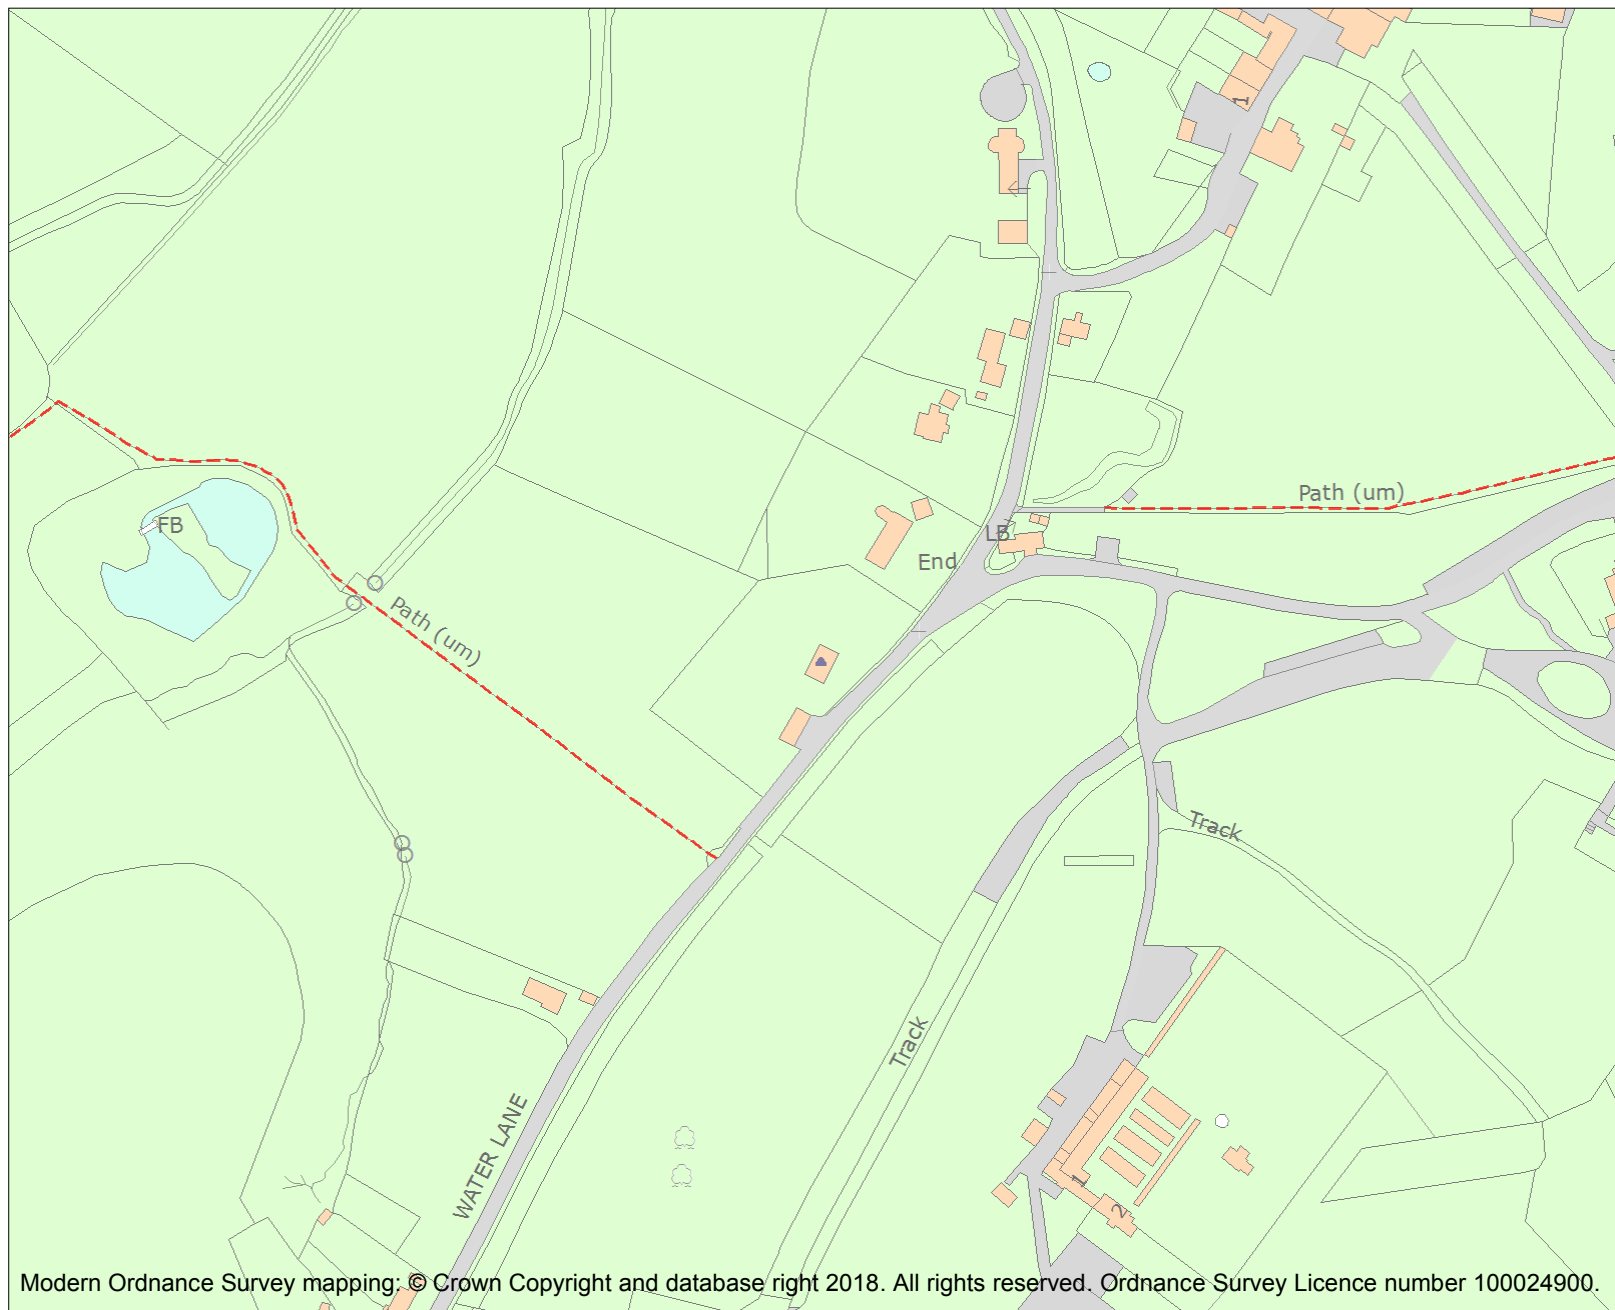 1
Path (um)
FB
LB
End
Path (um)
Track
Track
WATER LANE
1
2
Modern Ordnance Survey mapping: © Crown Copyright and database right 2018. All rights reserved. Ordnance Survey Licence number 100024900.